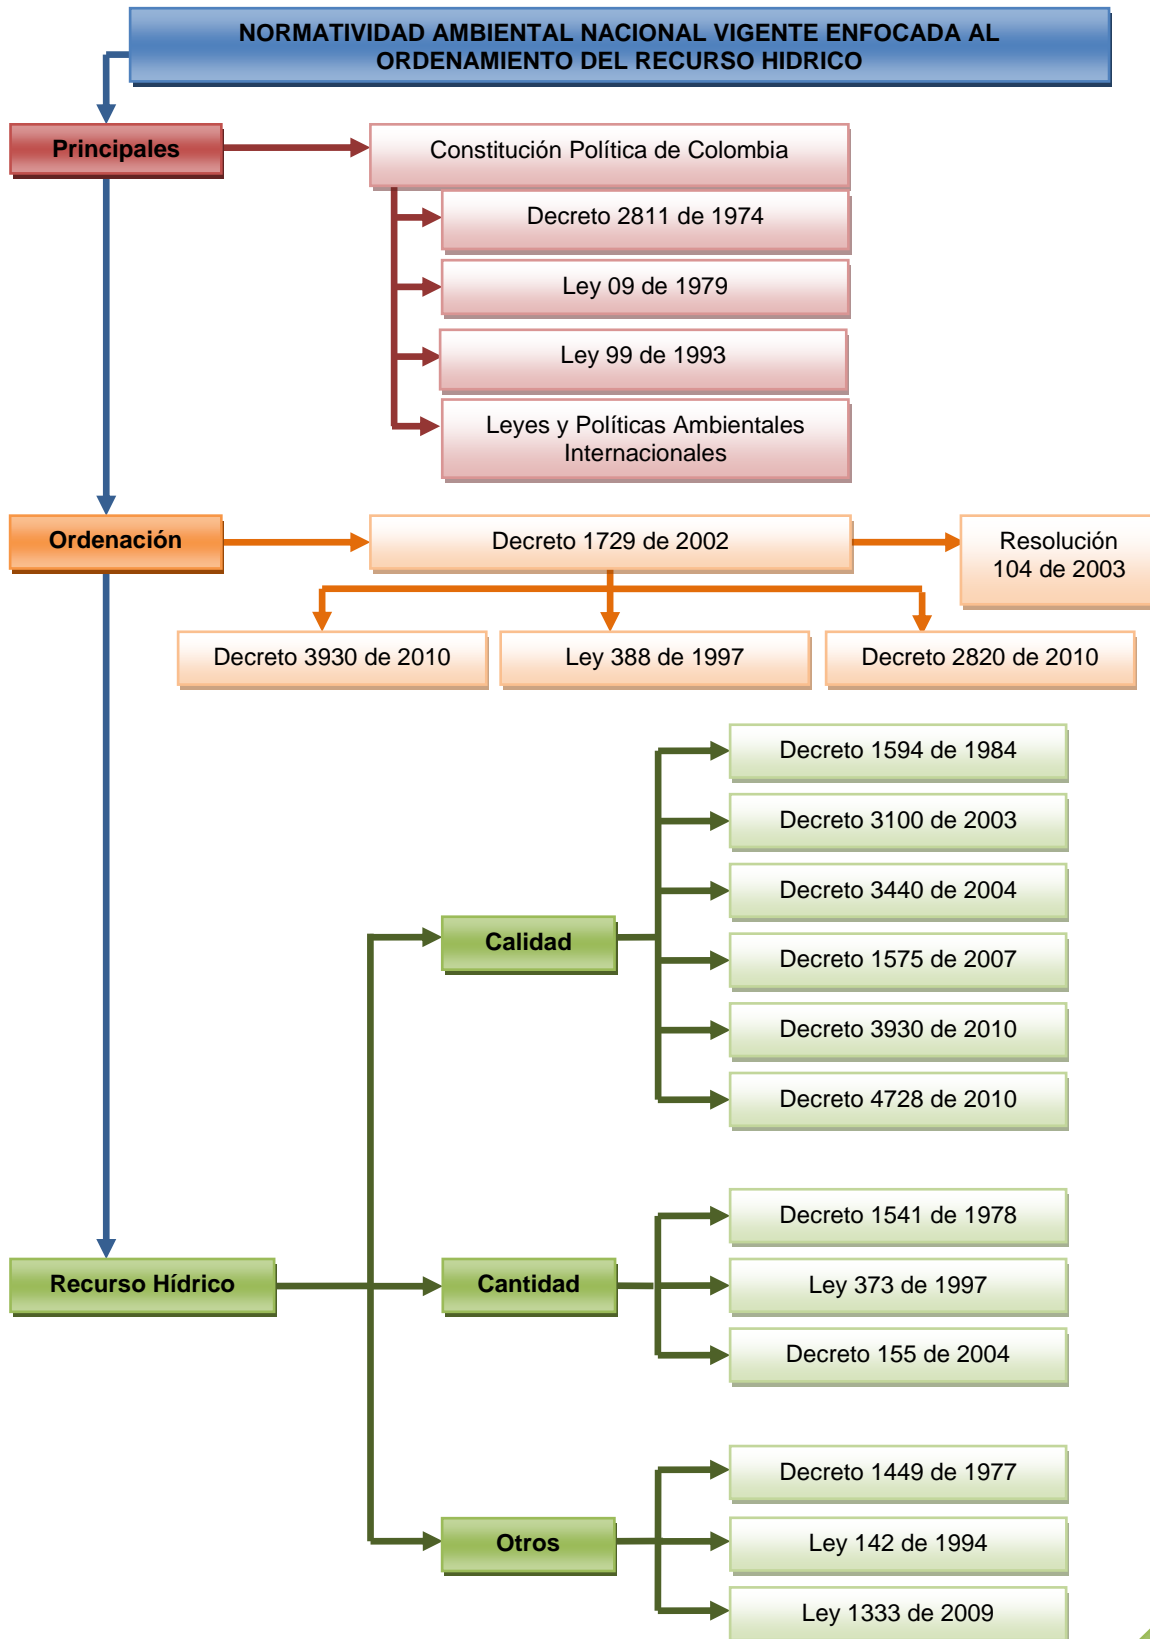 NORMATIVIDAD AMBIENTAL NACIONAL VIGENTE ENFOCADA AL
ORDENAMIENTO DEL RECURSO HIDRICO
Principales
Constitución Política de Colombia
Decreto 2811 de 1974
Ley 09 de 1979
Ley 99 de 1993
Leyes y Políticas Ambientales
Internacionales
Ordenación
Decreto 1729 de 2002
Resolución
104 de 2003
Decreto 3930 de 2010
Ley 388 de 1997
Decreto 2820 de 2010
Decreto 1594 de 1984
Decreto 3100 de 2003
Decreto 3440 de 2004
Calidad
Decreto 1575 de 2007
Decreto 3930 de 2010
Decreto 4728 de 2010
Decreto 1541 de 1978
Recurso Hídrico
Cantidad
Ley 373 de 1997
Decreto 155 de 2004
Decreto 1449 de 1977
Otros
Ley 142 de 1994
Ley 1333 de 2009